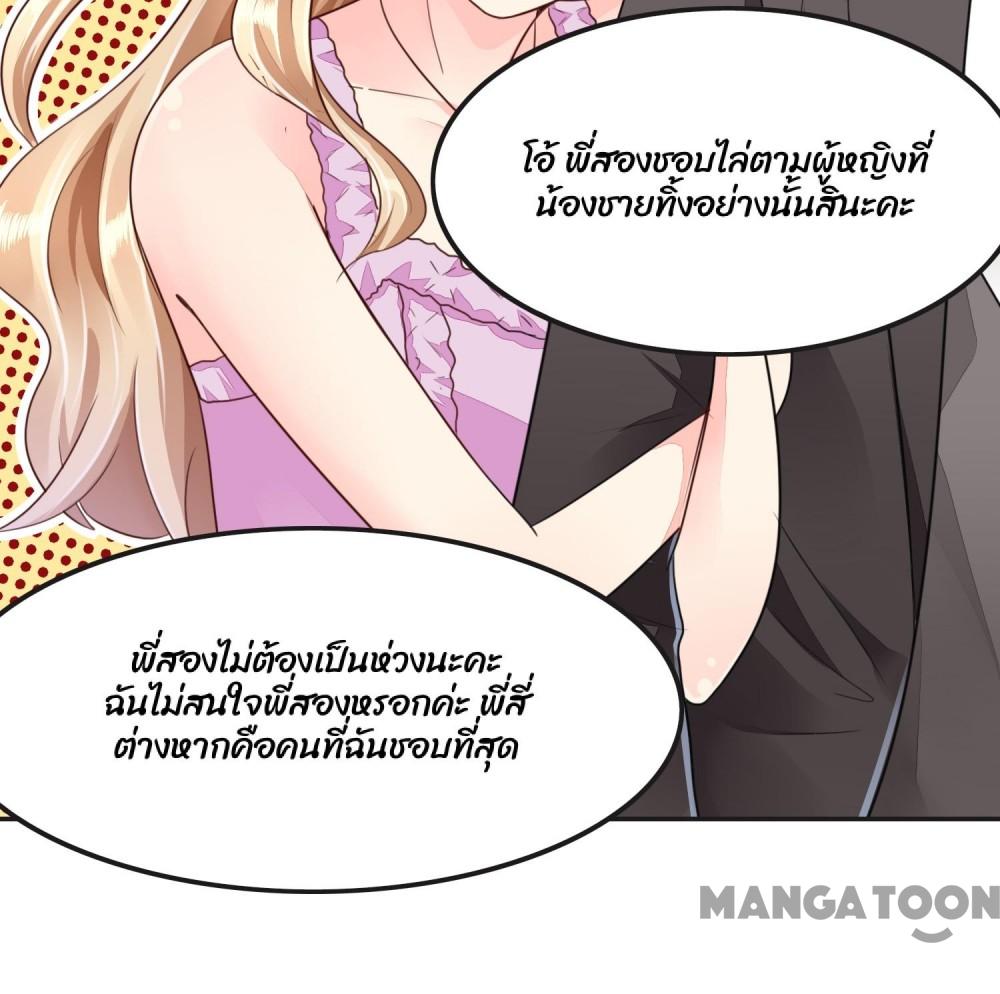 โอ้ พี่สองชอบไล่ตามผู้หญิงที่
น้องชายทิ้งอย่างนั้นสินะคะ
พี่สองไม่ต้องเป็นห่วงนะคะ
ฉันไม่สนใจพี่สองหรอกค่ะ พี่สี่
ต่างหากคือคนที่ฉันชอบที่สุด
MANGATOON